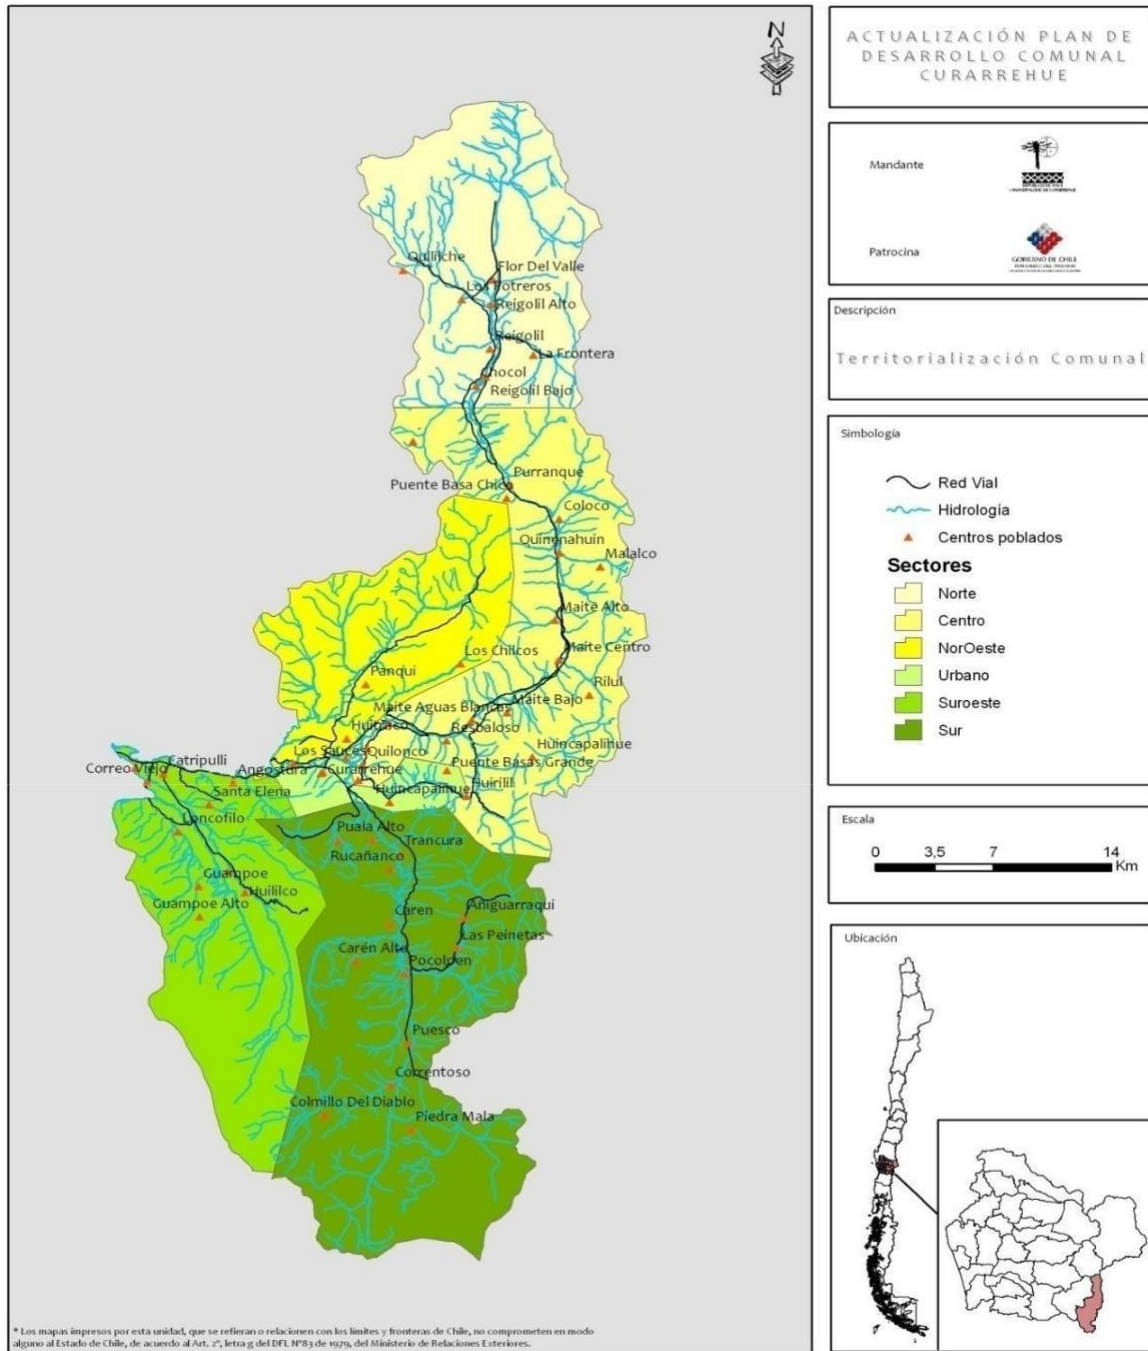 N
ACTUALIZACIÓN PLAN DE
DESARROLLO COMUNAL
CURARREHUE
Mandante
Patrocina
GOBIERNO DE CHILE
Descripción
Territorialización Comunal
Simbología
Red Vial
Hidrología
Centros poblados
Sectores
Norte
Centro
NorOeste
Urbano
Suroeste
Sur
Escala
0 3,5 7 14
Km
Ubicación
Quililche
Flor Del Valle
Los Potreros
Reigolil Alto
Reigolil
La Frontera
Chocol
Reigolil Bajo
Purranque
Puente Basa Chico
Coloco
Quinenahuin
Malalco
Maite Alto
Maite Centro
Los Chilcos
Panqui
Rilul
Maite Bajo
Maite Aguas Blancas
Resbaloso
Huitraco
Huincapalihue
Los Sauces
Quilonco
Catripulli
Puente Basas Grande
Correo Viejo
Angostura
Curarrehue
Huirilil
Santa Elena
Huincapalihue
Loncofilo
Puala Alto
Trancura
Rucañanco
Guampoe
Huililco
Guampoe Alto
Aniguarraqui
Caren
Las Peinetas
Carén Alto
Pocolpen
Puesco
Correntoso
Colmillo Del Diablo
Piedra Mala
* Los mapas impresos por esta unidad, que se refieran o relacionen con los límites y fronteras de Chile, no comprometen en modo
alguno al Estado de Chile, de acuerdo al Art. 2º, letra g del DFL Nº83 de 1979, del Ministerio de Relaciones Exteriores.